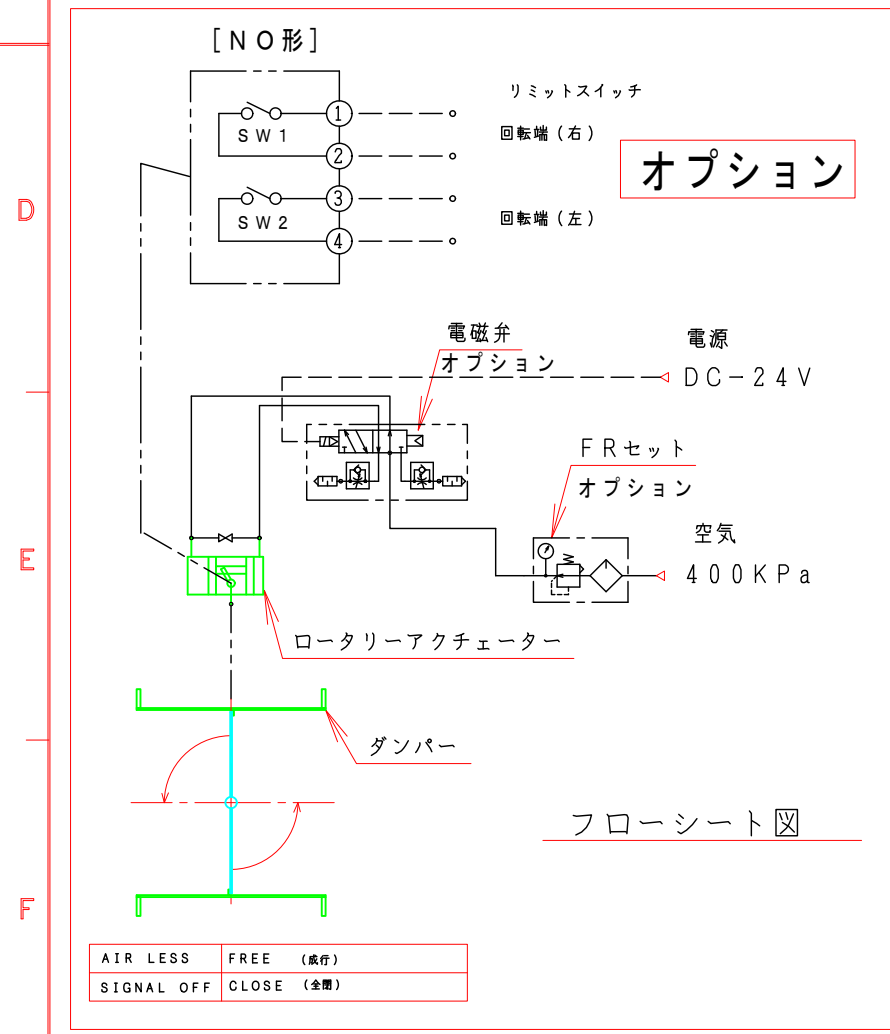 [NO形]
リミットスイッチ
1
SW1
回転端(右)
2
オプション
D
3
SW2
回転端(左)
4
電磁弁
オプション
電源
DC-24V
FRセット
オプション
空気
E
400KPa
ロータリーアクチェーター
ダンパー
フローシート図
F
AIR LESS FREE (成行)
SIGNAL OFF CLOSE (全閉)